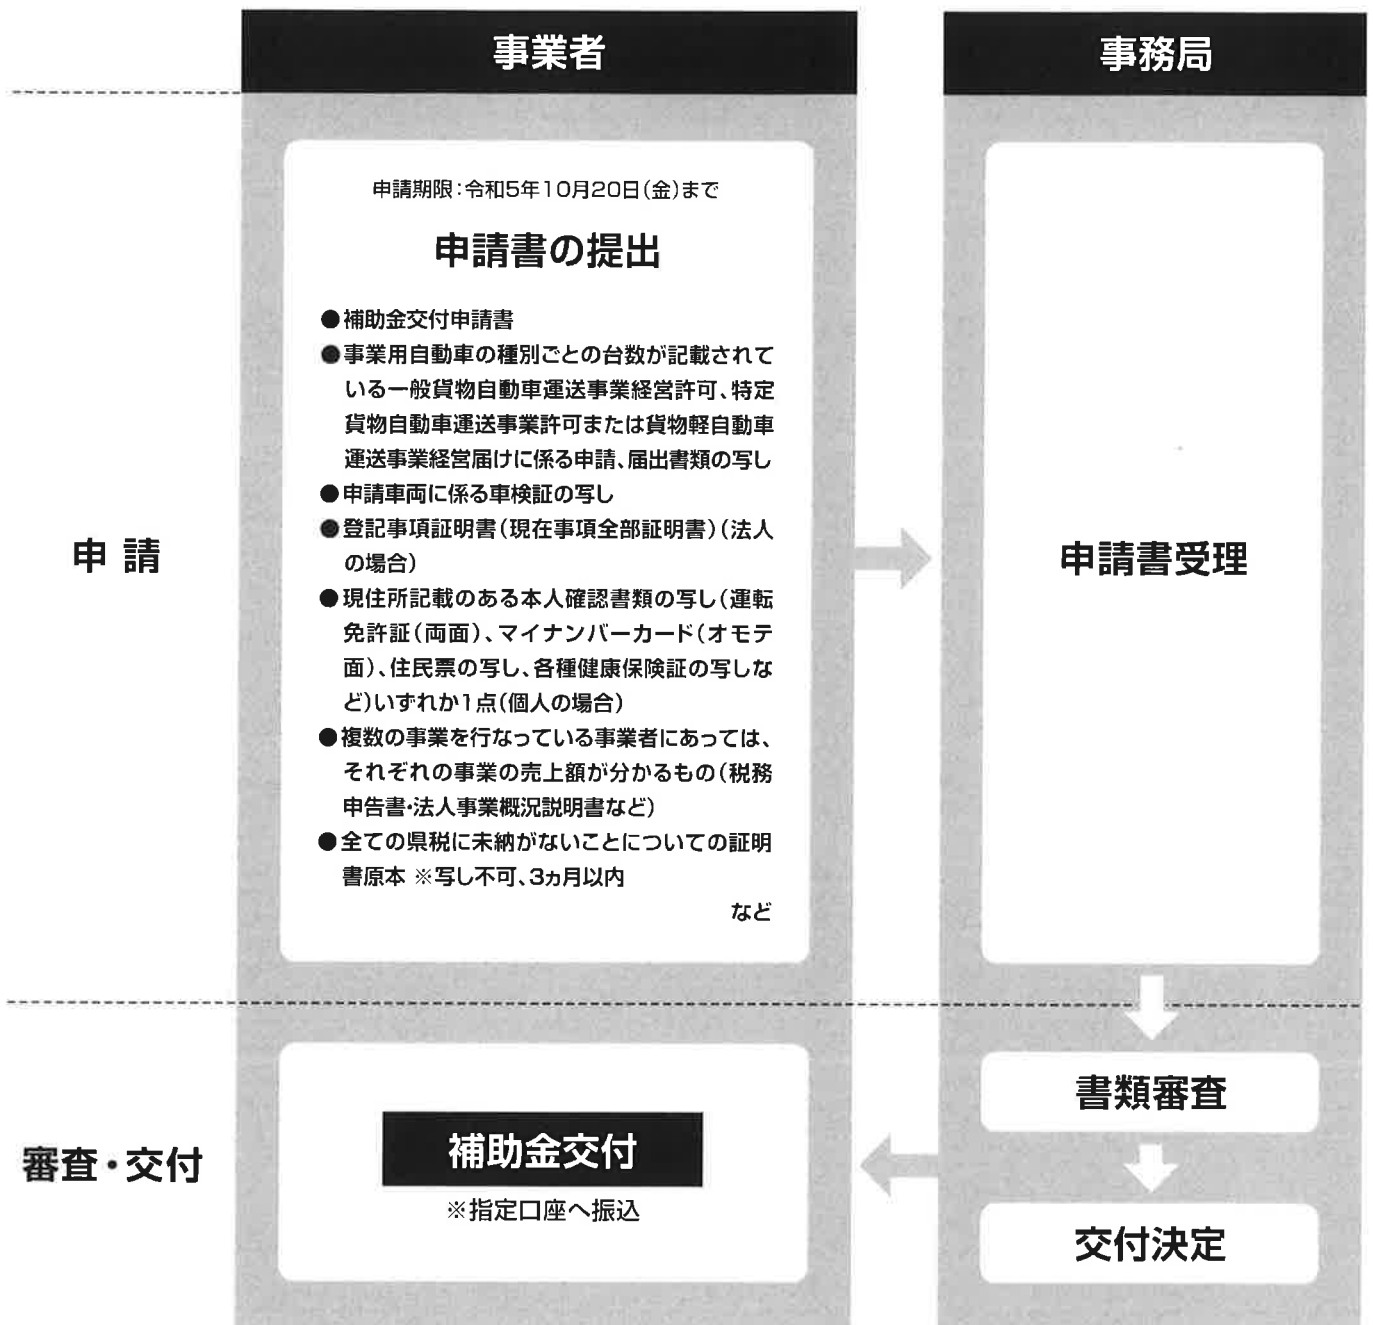 事業者
事務局
申請期限：令和5年10月20日（金）まで
申請書の提出
●補助金交付申請書
●事業用自動車の種別ごとの台数が記載されて
いる一般貨物自動車運送事業経営許可、特定
貨物自動車運送事業許可または貨物軽自動車
運送事業経営届けに係る申請、届出書類の写し
●申請車両に係る車検証の写し
●登記事項証明書（現在事項全部証明書）（法人
の場合）
●現住所記載のある本人確認書類の写し（運転
免許証（両面）、マイナンバーカード（オモテ
面）、住民票の写し、各種健康保険証の写しな
ど）いずれか1点（個人の場合）
●複数の事業を行なっている事業者にあっては、
それぞれの事業の売上額が分かるもの（税務
申告書・法人事業概況説明書など）
●全ての県税に未納がないことについての証明
書原本 ※写し不可、3ヵ月以内
など
申請
申請書受理
書類審査
審査・交付
補助金交付
※指定口座へ振込
交付決定